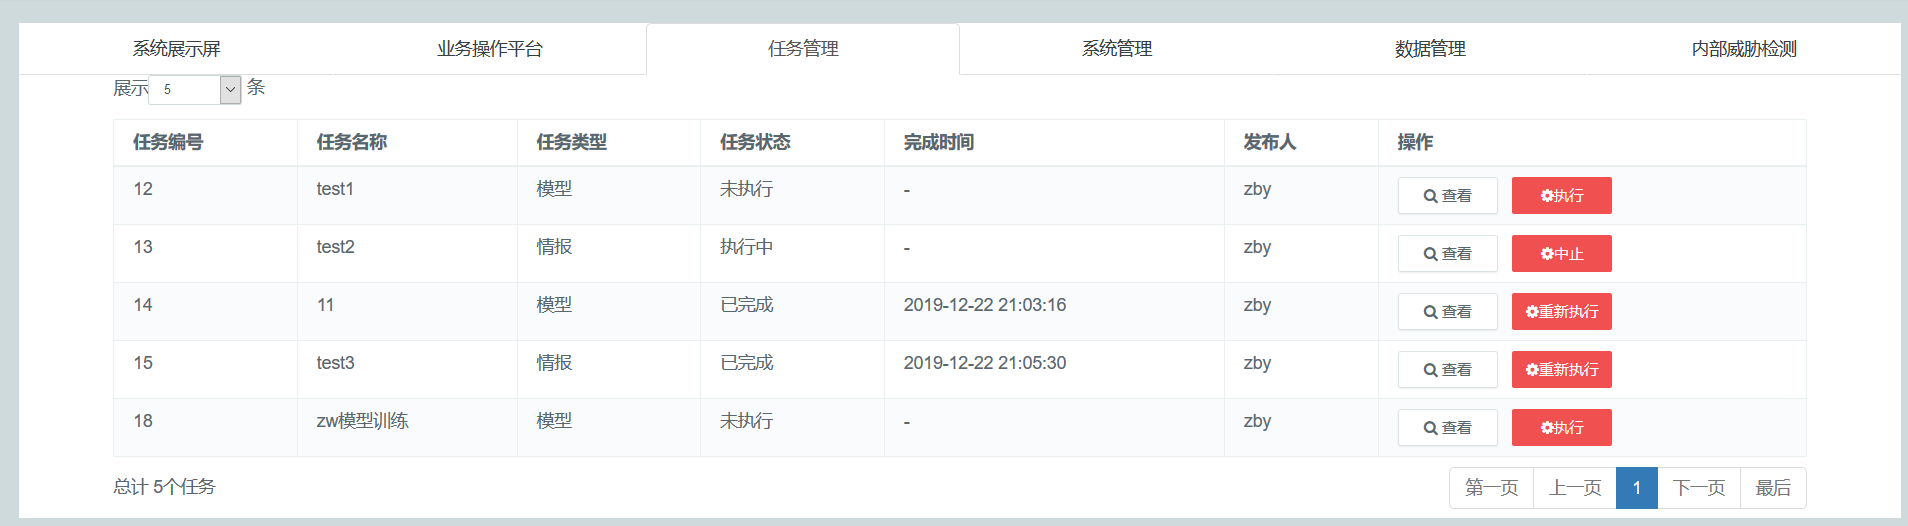 系统展示屏 业务操作平台 任务管理 系统管理 数据管理 内部威胁检测
展示 5 条
任务编号 任务名称 任务类型 任务状态 完成时间 发布人 操作
12 test1 模型 未执行 - zby 查看 执行
13 test2 情报 执行中 - zby 查看 中止
14 11 模型 已完成 2019-12-22 21:03:16 zby 查看 重新执行
15 test3 情报 已完成 2019-12-22 21:05:30 zby 查看 重新执行
18 zw模型训练 模型 未执行 - zby 查看 执行
总计 5个任务 第一页 上一页 1 下一页 最后